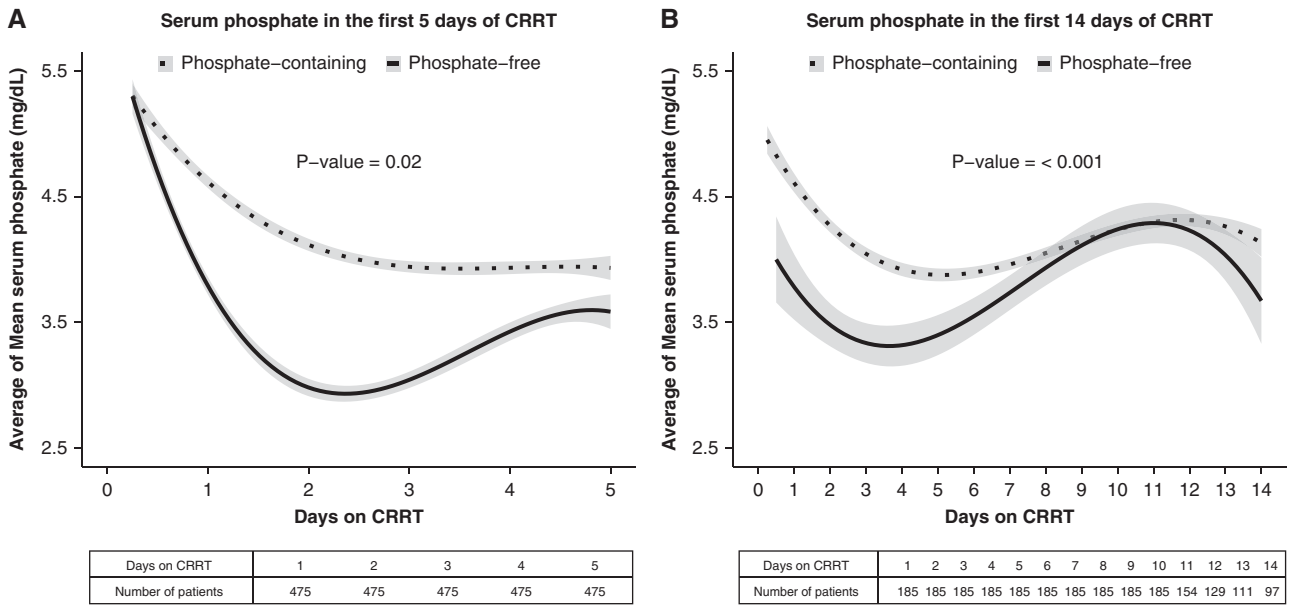 A
Serum phosphate in the first 5 days of CRRT
Phosphate−containing Phosphate−free
P−value = 0.02
Average of Mean serum phosphate (mg/dL)
5.5
4.5
3.5
2.5
0 1 2 3 4 5
Days on CRRT
Days on CRRT 1 2 3 4 5
Number of patients 475 475 475 475 475
B
Serum phosphate in the first 14 days of CRRT
Phosphate−containing Phosphate−free
P−value = < 0.001
Average of Mean serum phosphate (mg/dL)
5.5
4.5
3.5
2.5
0 1 2 3 4 5 6 7 8 9 10 11 12 13 14
Days on CRRT
Days on CRRT 1 2 3 4 5 6 7 8 9 10 11 12 13 14
Number of patients 185 185 185 185 185 185 185 185 185 185 154 129 111 97